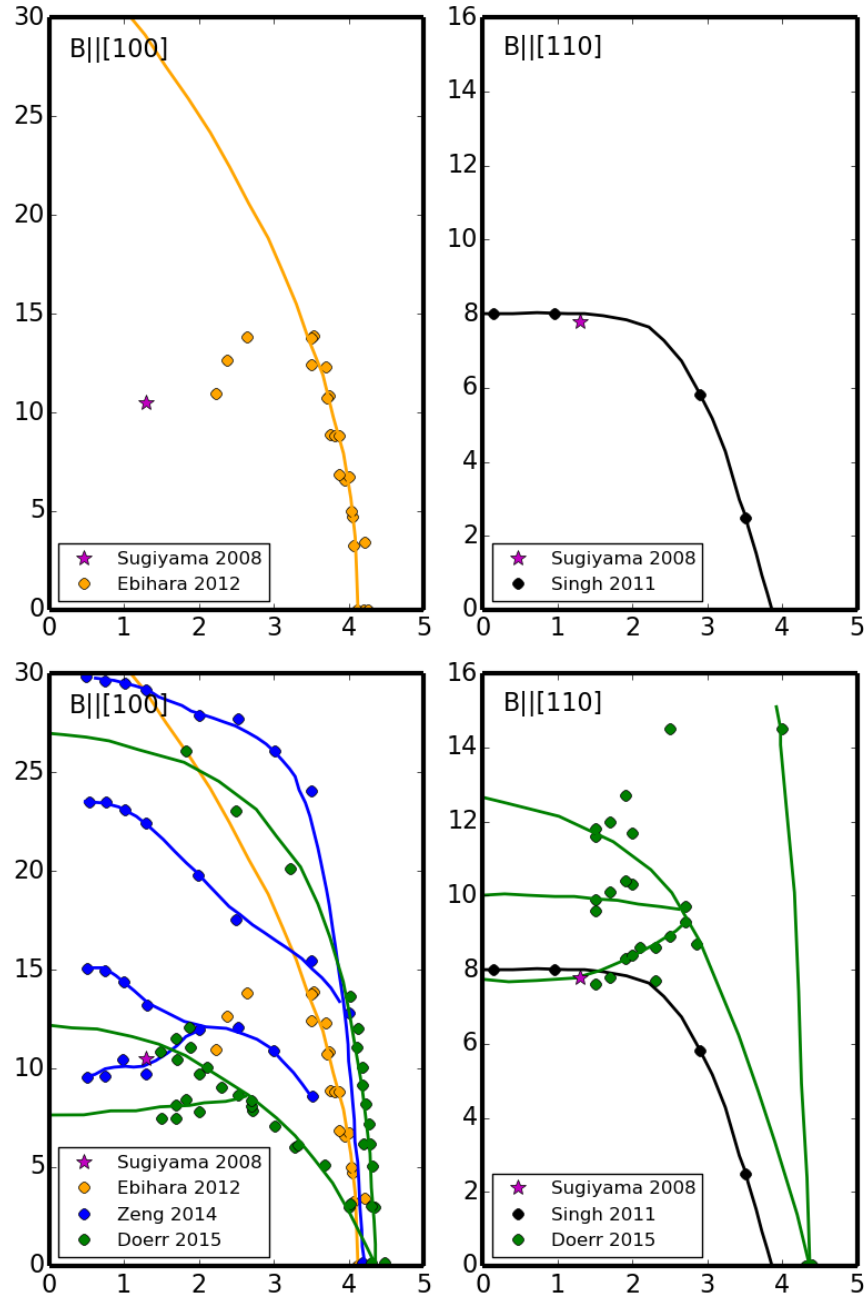 B||[100]
30
25
20
15
10
5
0
0 1 2 3 4 5
Sugiyama 2008
Ebihara 2012
B||[110]
16
14
12
10
8
6
4
2
0
0 1 2 3 4 5
Sugiyama 2008
Singh 2011
B||[100]
30
25
20
15
10
5
0
0 1 2 3 4 5
Sugiyama 2008
Ebihara 2012
Zeng 2014
Doerr 2015
B||[110]
16
14
12
10
8
6
4
2
0
0 1 2 3 4 5
Sugiyama 2008
Singh 2011
Doerr 2015